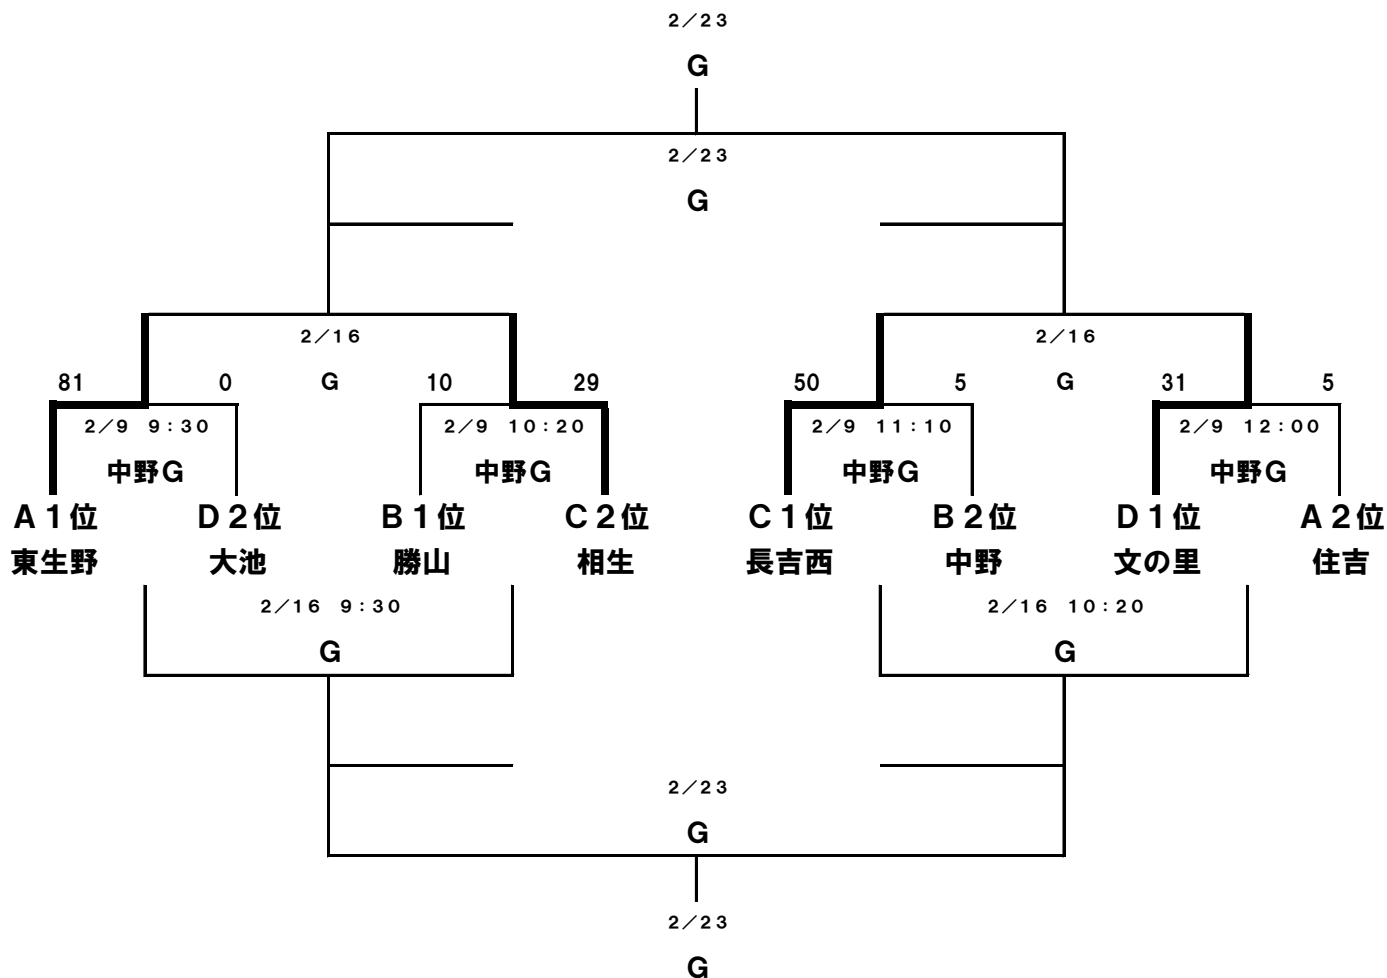 ２／２３
G
２／２３
G
２／１６ ２／１６
81 0 G 10 29 50 5 G 31 5
２／９ ９：３０ ２／９ １０：２０ ２／９ １１：１０ ２／９ １２：００
中野G 中野G 中野G 中野G
A１位 D２位 B１位 C２位 C１位 B２位 D１位 A２位
東生野 大池 勝山 相生 長吉西 中野 文の里 住吉
２／１６ ９：３０ ２／１６ １０：２０
G G
２／２３
G
２／２３
G